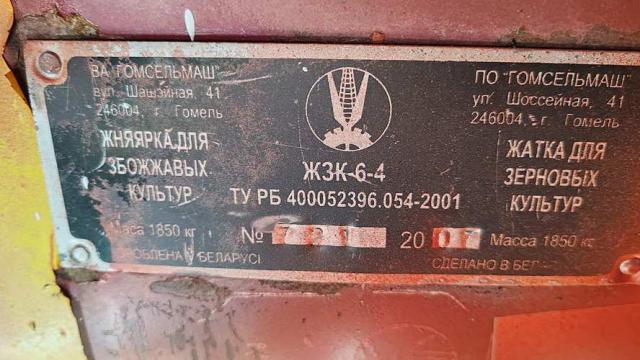 ВА "ГОМСЕЛЬМАШ"
вул. Шашэйная, 41
246004, г. Гомель
ЖНЯЯРКА ДЛЯ
ЗБОЖЖАВЫХ
КУЛЬТУР
Маса 1850 кг
ЖЗК-6-4
ТУ РБ 400052396.054-2001
№ 20 07
ПО "ГОМСЕЛЬМАШ"
ул. Шоссейная, 41
246004, г. Гомель
ЖАТКА ДЛЯ
ЗЕРНОВЫХ
КУЛЬТУР
Масса 1850 кг
БЕЛАРУСІ
СДЕЛАНО В